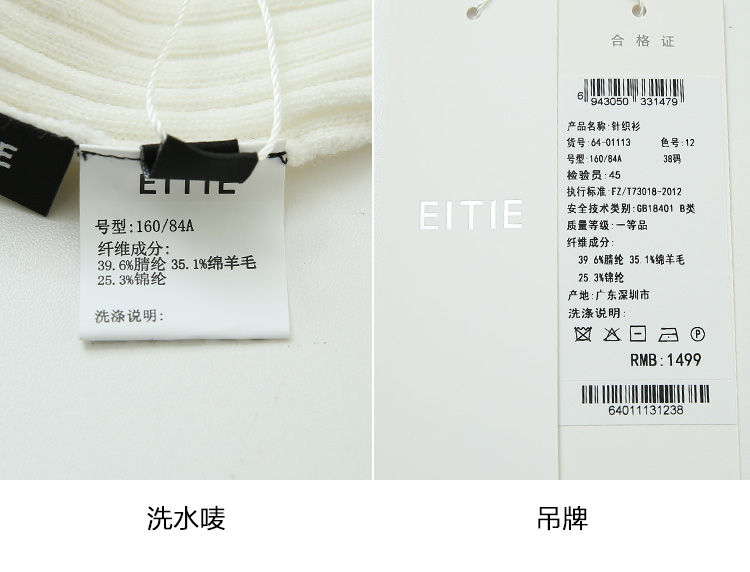 IE
EITIE
号型:160/84A
纤维成分:
39.6%腈纶 35.1%绵羊毛
25.3%锦纶
洗涤说明:
洗水唛
EITIE
合格证
6 943050 331479
产品名称:针织衫
货号:64-01113 色号:12
号型:160/84A 38码
检验员:45
执行标准:FZ/T73018-2012
安全技术类别:GB18401 B类
质量等级:一等品
纤维成分:
39.6%腈纶 35.1%绵羊毛
25.3%锦纶
产地:广东深圳市
洗涤说明:
P
RMB:1499
64011131238
吊牌